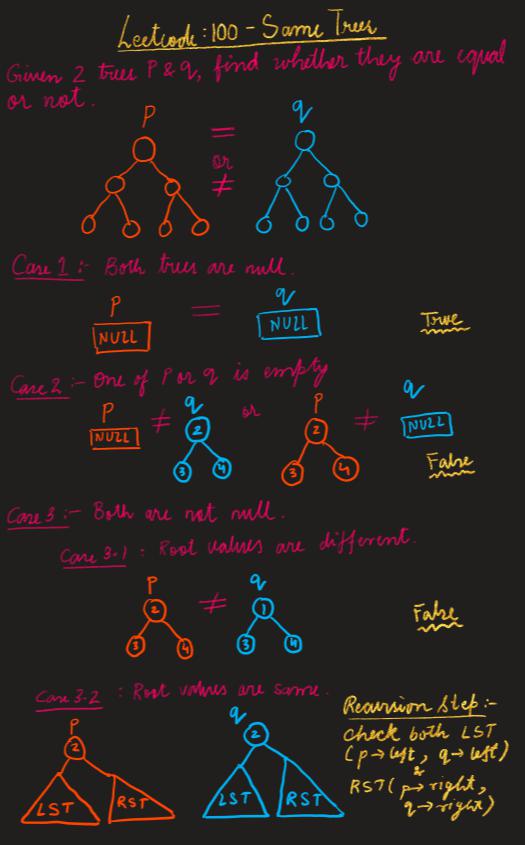 Leetcode : 100 - Same Trees
Given 2 trees P & q, find whether they are equal
or not.
P
=
or
≠
q
Case 1 :- Both trees are null.
P
NULL
=
q
NULL
True
Case 2 :- One of P or q is empty
P
NULL
≠
q
2
3
4
or
P
2
3
4
≠
q
NULL
False
Case 3 :- Both are not null.
Case 3.1 : Root values are different.
P
2
3
4
≠
q
1
3
4
False
Case 3.2 : Root values are same.
P
2
LST
RST
q
2
LST
RST
Recursion Step :-
check both LST
(p→left, q→left)
&
RST(p→right,
q→right)